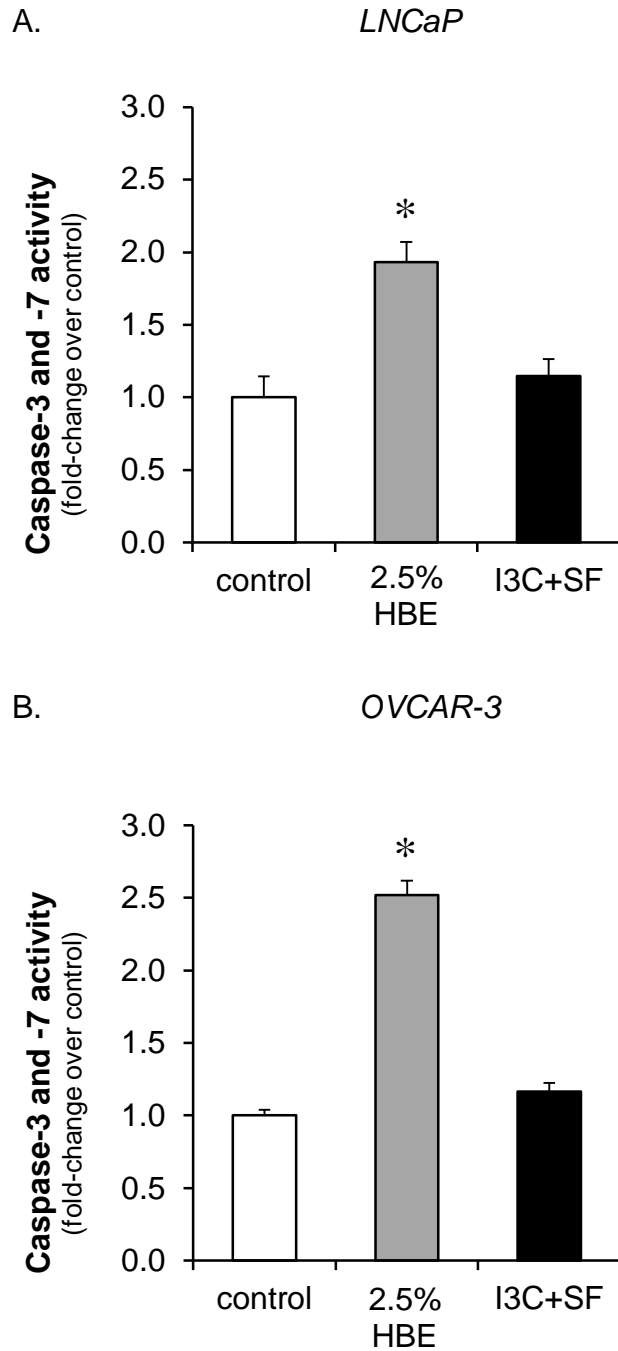 A.
LNCaP
Caspase-3 and -7 activity
(fold-change over control)
3.0
2.5
2.0
1.5
1.0
0.5
0.0
*
control
2.5%
HBE
I3C+SF
B.
OVCAR-3
Caspase-3 and -7 activity
(fold-change over control)
3.0
2.5
2.0
1.5
1.0
0.5
0.0
*
control
2.5%
HBE
I3C+SF